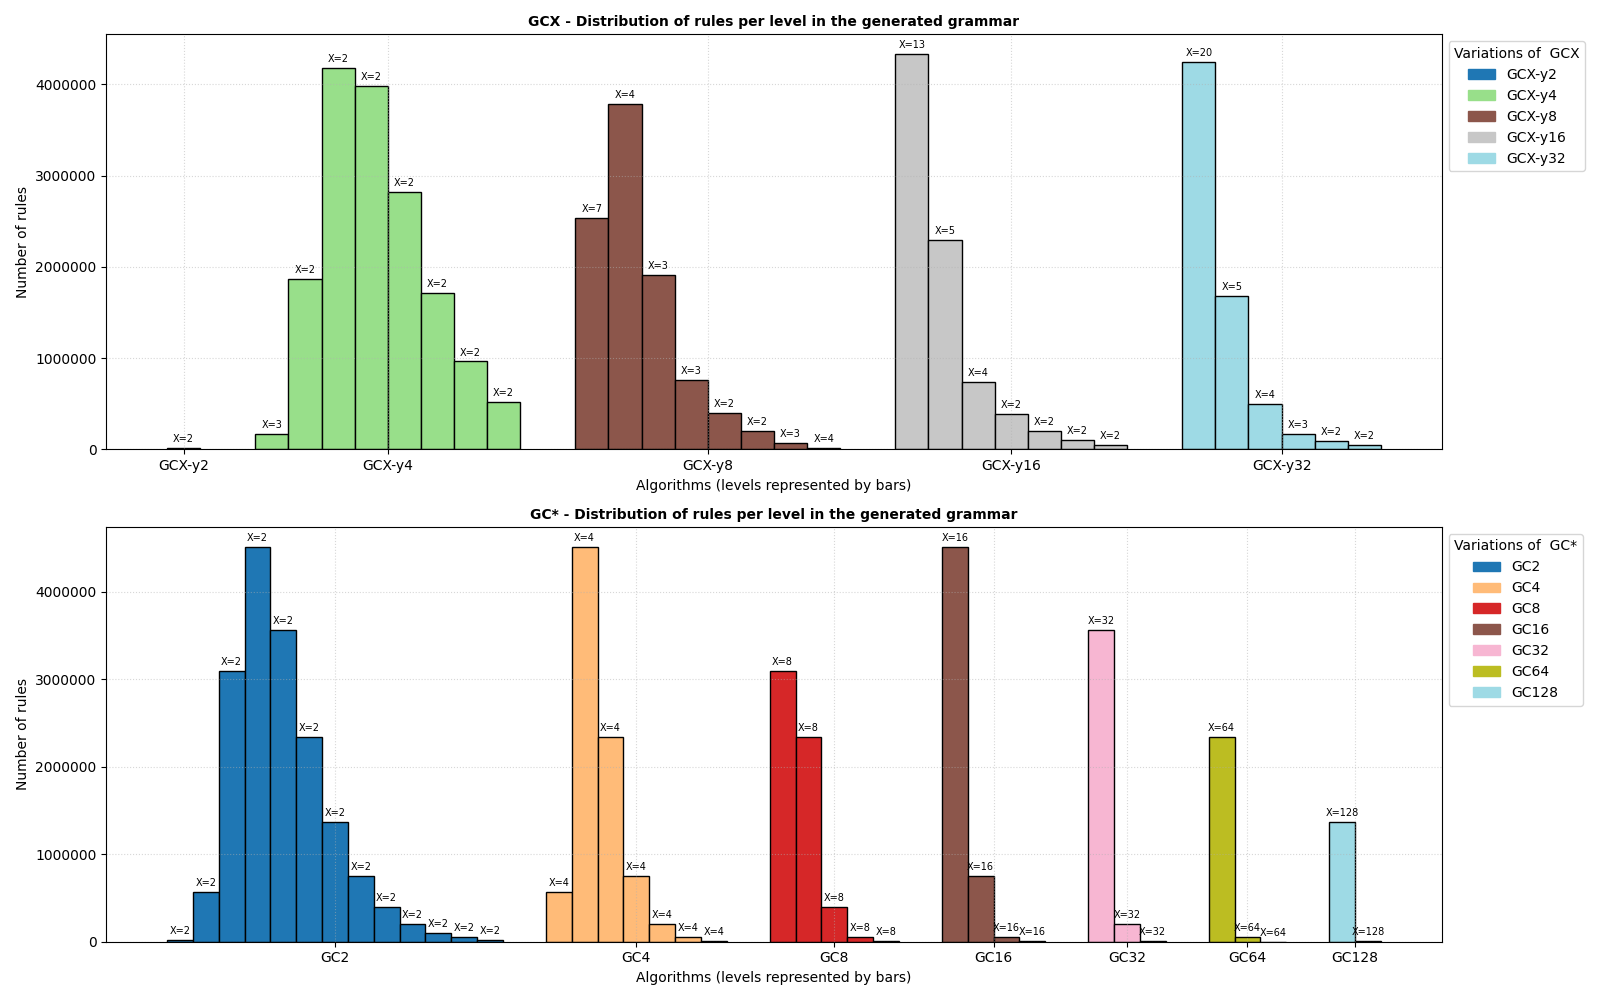 GCX - Distribution of rules per level in the generated grammar
Number of rules
4000000
3000000
2000000
1000000
0
X=2
X=3
X=2
X=2
X=2
X=2
X=2
X=2
X=2
X=7
X=4
X=3
X=3
X=2
X=2
X=3
X=4
X=13
X=5
X=4
X=2
X=2
X=2
X=2
X=20
X=5
X=4
X=3
X=2
X=2
GCX-y2
GCX-y4
GCX-y8
GCX-y16
GCX-y32
Algorithms (levels represented by bars)
Variations of GCX
GCX-y2
GCX-y4
GCX-y8
GCX-y16
GCX-y32
GC* - Distribution of rules per level in the generated grammar
Number of rules
4000000
3000000
2000000
1000000
0
X=2
X=2
X=2
X=2
X=2
X=2
X=2
X=2
X=2
X=2
X=2
X=2
X=2
X=4
X=4
X=4
X=4
X=4
X=4
X=4
X=8
X=8
X=8
X=8
X=8
X=16
X=16
X=16
X=16
X=32
X=32
X=32
X=64
X=64
X=64
X=128
X=128
GC2
GC4
GC8
GC16
GC32
GC64
GC128
Algorithms (levels represented by bars)
Variations of GC*
GC2
GC4
GC8
GC16
GC32
GC64
GC128